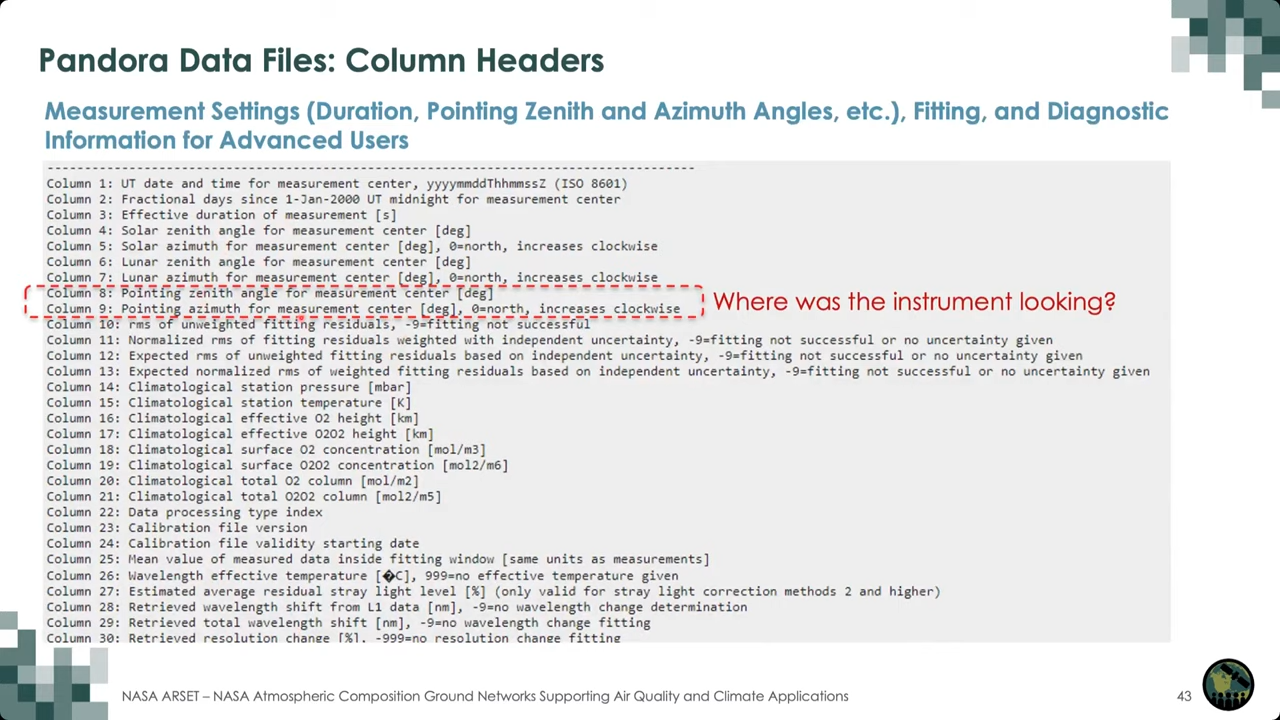 Pandora Data Files: Column Headers
Measurement Settings (Duration, Pointing Zenith and Azimuth Angles, etc.), Fitting, and Diagnostic
Information for Advanced Users
---------------------------------------------------------------------------------------
Column 1: UT date and time for measurement center, yyyymmddThhmmssZ (ISO 8601)
Column 2: Fractional days since 1-Jan-2000 UT midnight for measurement center
Column 3: Effective duration of measurement [s]
Column 4: Solar zenith angle for measurement center [deg]
Column 5: Solar azimuth for measurement center [deg], 0=north, increases clockwise
Column 6: Lunar zenith angle for measurement center [deg]
Column 7: Lunar azimuth for measurement center [deg], 0=north, increases clockwise
Column 8: Pointing zenith angle for measurement center [deg]
Column 9: Pointing azimuth for measurement center [deg], 0=north, increases clockwise
Where was the instrument looking?
Column 10: rms of unweighted fitting residuals, -9=fitting not successful
Column 11: Normalized rms of fitting residuals weighted with independent uncertainty, -9=fitting not successful or no uncertainty given
Column 12: Expected rms of unweighted fitting residuals based on independent uncertainty, -9=fitting not successful or no uncertainty given
Column 13: Expected normalized rms of weighted fitting residuals based on independent uncertainty, -9=fitting not successful or no uncertainty given
Column 14: Climatological station pressure [mbar]
Column 15: Climatological station temperature [K]
Column 16: Climatological effective O2 height [km]
Column 17: Climatological effective O2O2 height [km]
Column 18: Climatological surface O2 concentration [mol/m3]
Column 19: Climatological surface O2O2 concentration [mol2/m6]
Column 20: Climatological total O2 column [mol/m2]
Column 21: Climatological total O2O2 column [mol2/m5]
Column 22: Data processing type index
Column 23: Calibration file version
Column 24: Calibration file validity starting date
Column 25: Mean value of measured data inside fitting window [same units as measurements]
Column 26: Wavelength effective temperature [�C], 999=no effective temperature given
Column 27: Estimated average residual stray light level [%] (only valid for stray light correction methods 2 and higher)
Column 28: Retrieved wavelength shift from L1 data [nm], -9=no wavelength change determination
Column 29: Retrieved total wavelength shift [nm], -9=no wavelength change fitting
Column 30: Retrieved resolution change [%], -999=no resolution change fitting
NASA ARSET – NASA Atmospheric Composition Ground Networks Supporting Air Quality and Climate Applications
43